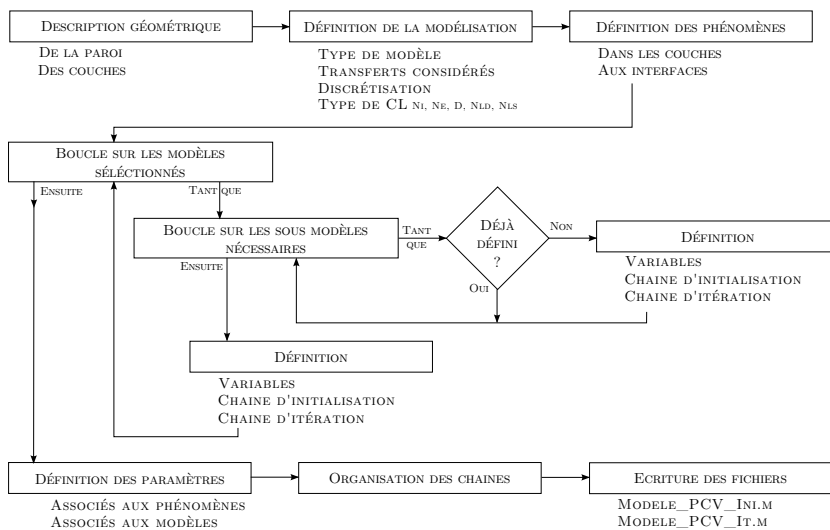 Description géométrique
De la paroi
Des couches
Définition de la modélisation
Type de modèle
Transferts considérés
Discrétisation
Type de CL Ni, Ne, D, Nld, Nls
Définition des phénomènes
Dans les couches
Aux interfaces
Boucle sur les modèles
séléctionnés
Ensuite
Tant que
Boucle sur les sous modèles
nécessaires
Ensuite
Tant
que
Déjà
défini
?
Non
Oui
Définition
Variables
Chaine d'initialisation
Chaine d'itération
Définition
Variables
Chaine d'initialisation
Chaine d'itération
Définition des paramètres
Associés aux phénomènes
Associés aux modèles
Organisation des chaines
Ecriture des fichiers
Modele_PCV_Ini.m
Modele_PCV_It.m